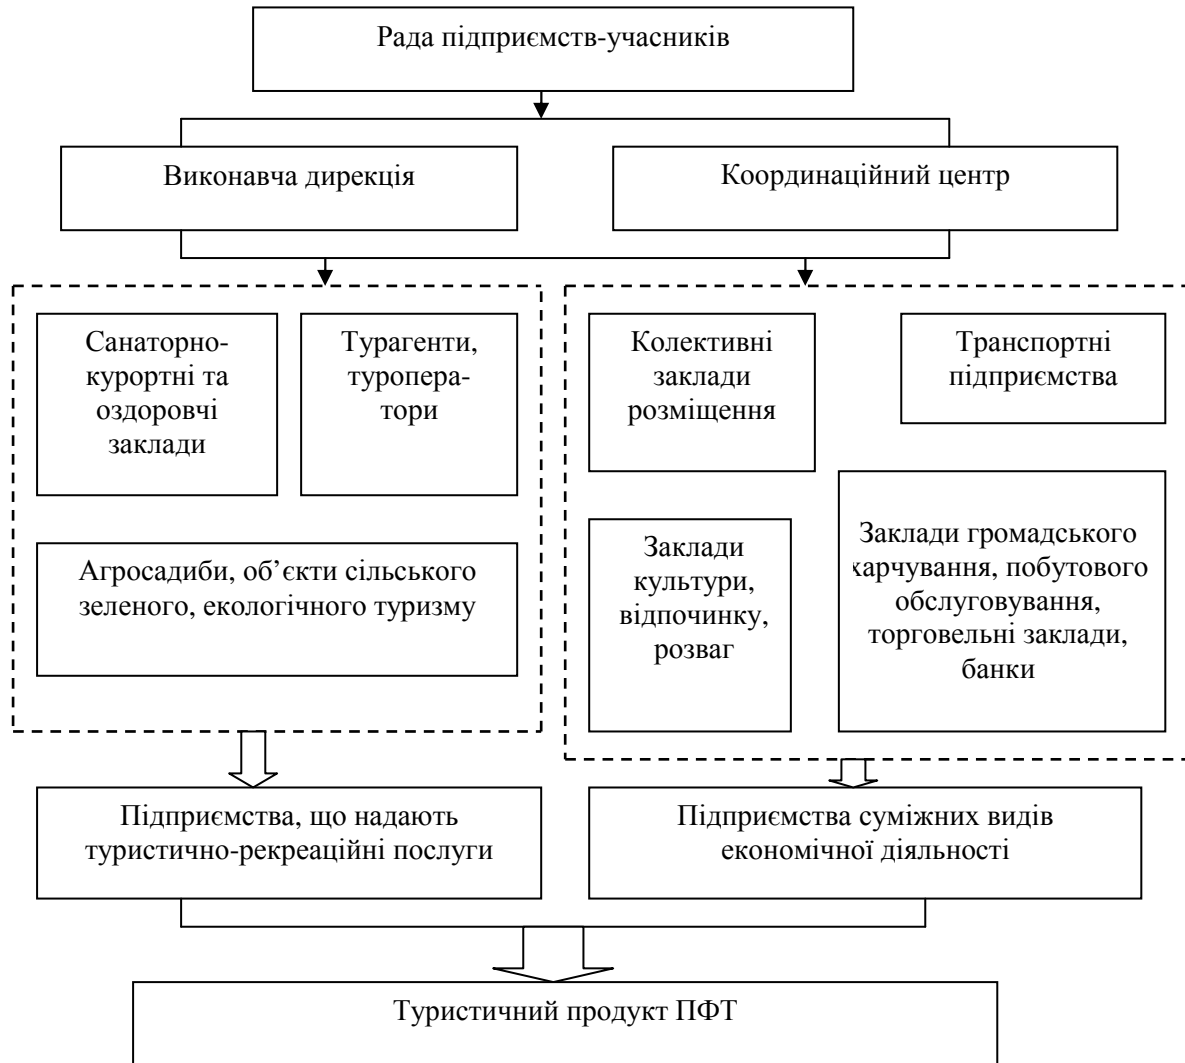 Рада підприємств-учасників
Виконавча дирекція
Координаційний центр
Санаторно-
курортні та
оздоровчі
заклади
Турагенти,
туропера-
тори
Агросадиби, об’єкти сільського
зеленого, екологічного туризму
Колективні
заклади
розміщення
Транспортні
підприємства
Заклади
культури,
відпочинку,
розваг
Заклади громадського
харчування, побутового
обслуговування,
торговельні заклади,
банки
Підприємства, що надають
туристично-рекреаційні послуги
Підприємства суміжних видів
економічної діяльності
Туристичний продукт ПФТ